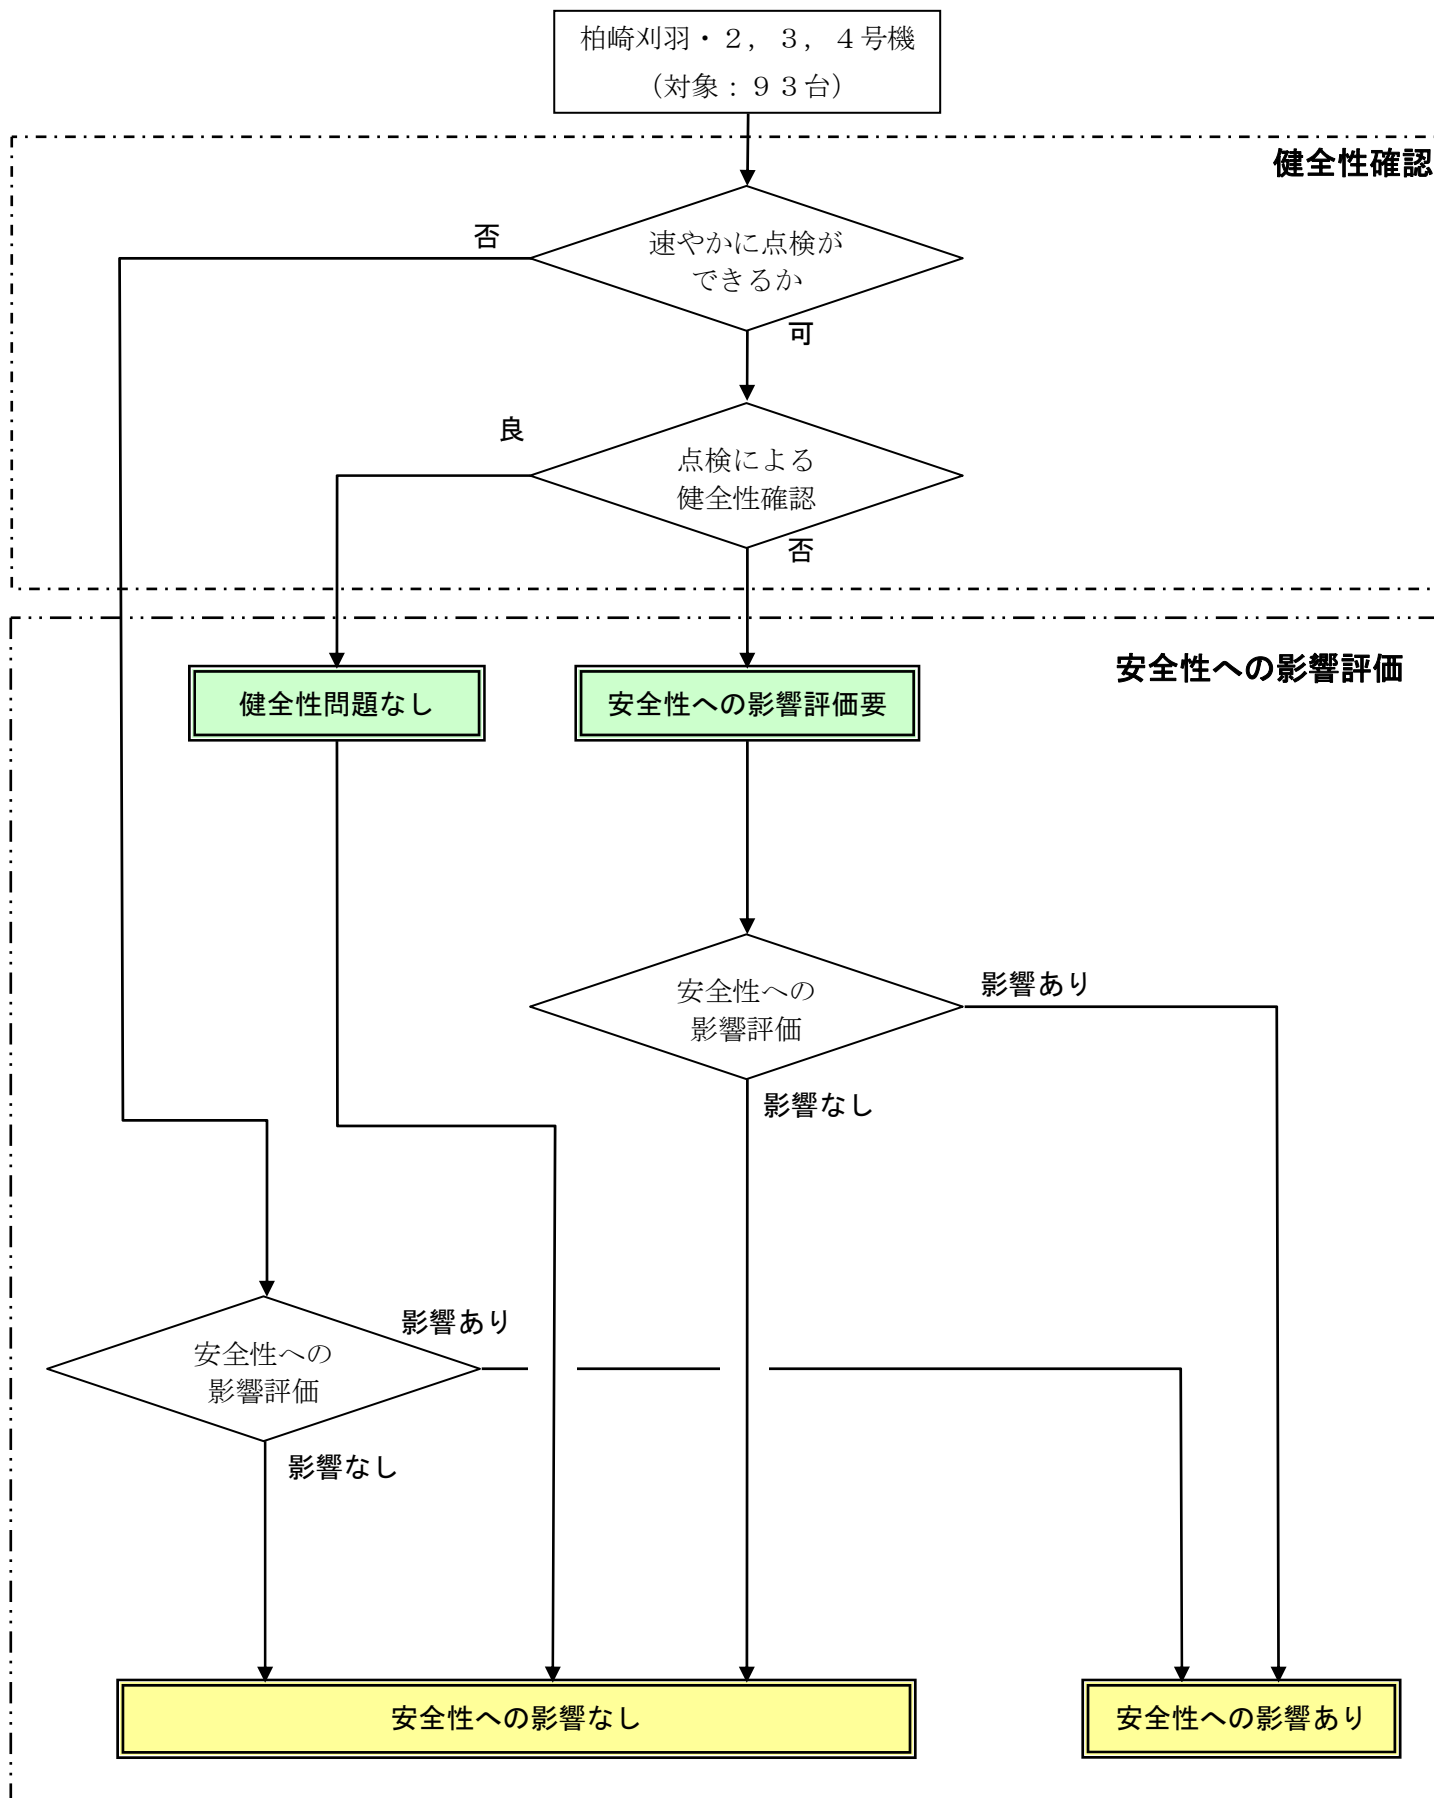 柏崎刈羽・２，３，４号機
（対象：９３台）
健全性確認
否
速やかに点検が
できるか
可
良
点検による
健全性確認
否
安全性への影響評価
健全性問題なし
安全性への影響評価要
安全性への
影響評価
影響あり
影響なし
影響あり
安全性への
影響評価
影響なし
安全性への影響なし
安全性への影響あり